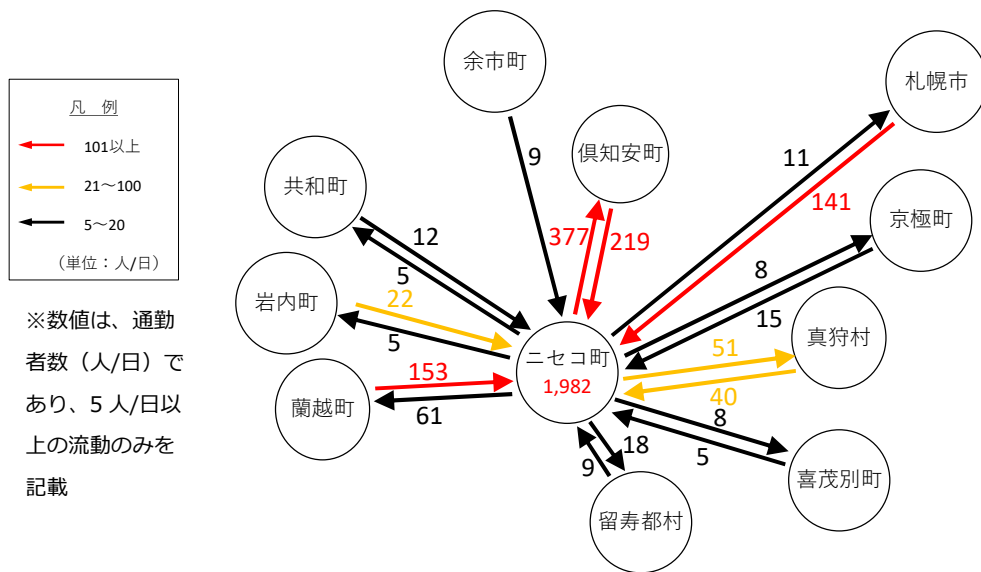 凡 例
101以上
21～100
5～20
（単位：人/日）
※数値は、通勤
者数（人/日）で
あり、5 人/日以
上の流動のみを
記載
余市町
札幌市
倶知安町
共和町
京極町
岩内町
真狩村
ニセコ町
1,982
蘭越町
喜茂別町
留寿都村
9
11
141
377
219
12
5
8
15
22
5
51
40
153
61
8
5
18
9